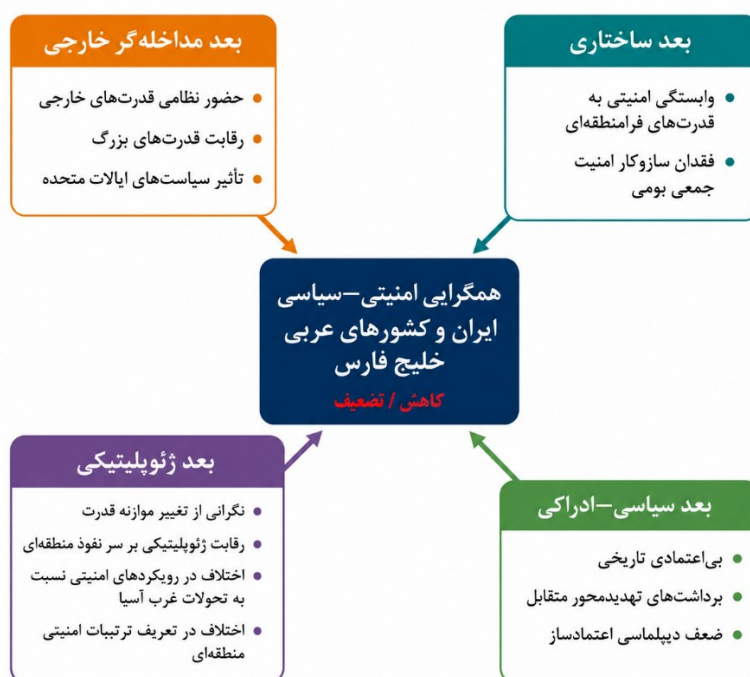 بعد ساختاری
وابستگی امنیتی به
قدرت‌های فرامنطقه‌ای
فقدان سازوکار امنیت
جمعی بومی
بعد مداخله‌گر خارجی
حضور نظامی قدرت‌های خارجی
رقابت قدرت‌های بزرگ
تأثیر سیاست‌های ایالات متحده
همگرایی امنیتی–سیاسی
ایران و کشورهای عربی
خلیج فارس
کاهش / تضعیف
بعد سیاسی–ادراکی
بی‌اعتمادی تاریخی
برداشت‌های تهدیدمحور متقابل
ضعف دیپلماسی اعتمادساز
بعد ژئوپلیتیکی
نگرانی از تغییر موازنه قدرت
رقابت ژئوپلیتیکی بر سر نفوذ منطقه‌ای
اختلاف در رویکردهای امنیتی نسبت
به تحولات غرب آسیا
اختلاف در تعریف ترتیبات امنیتی
منطقه‌ای